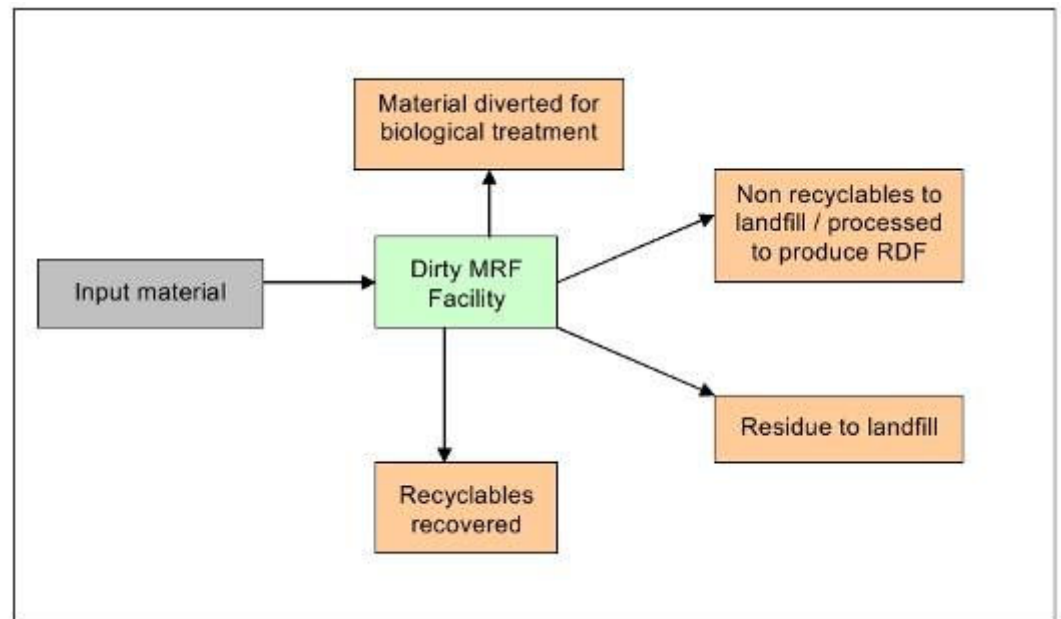 Material diverted for
biological treatment
Non recyclables to
landfill / processed
to produce RDF
Input material
Dirty MRF
Facility
Residue to landfill
Recyclables
recovered